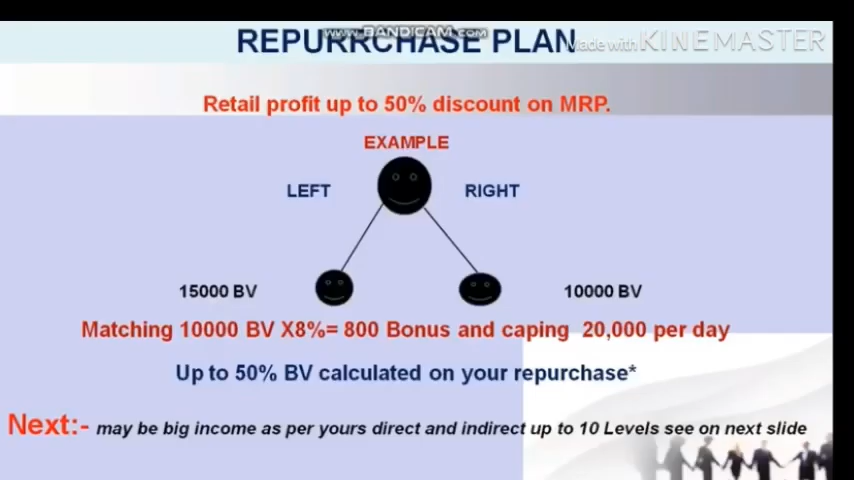 www.BANDICAM.com
REPURRCHASE PLAN
Made with KINEMASTER
Retail profit up to 50% discount on MRP.
EXAMPLE
LEFT
RIGHT
15000 BV
10000 BV
Matching 10000 BV X8%= 800 Bonus and caping 20,000 per day
Up to 50% BV calculated on your repurchase*
Next:- may be big income as per yours direct and indirect up to 10 Levels see on next slide